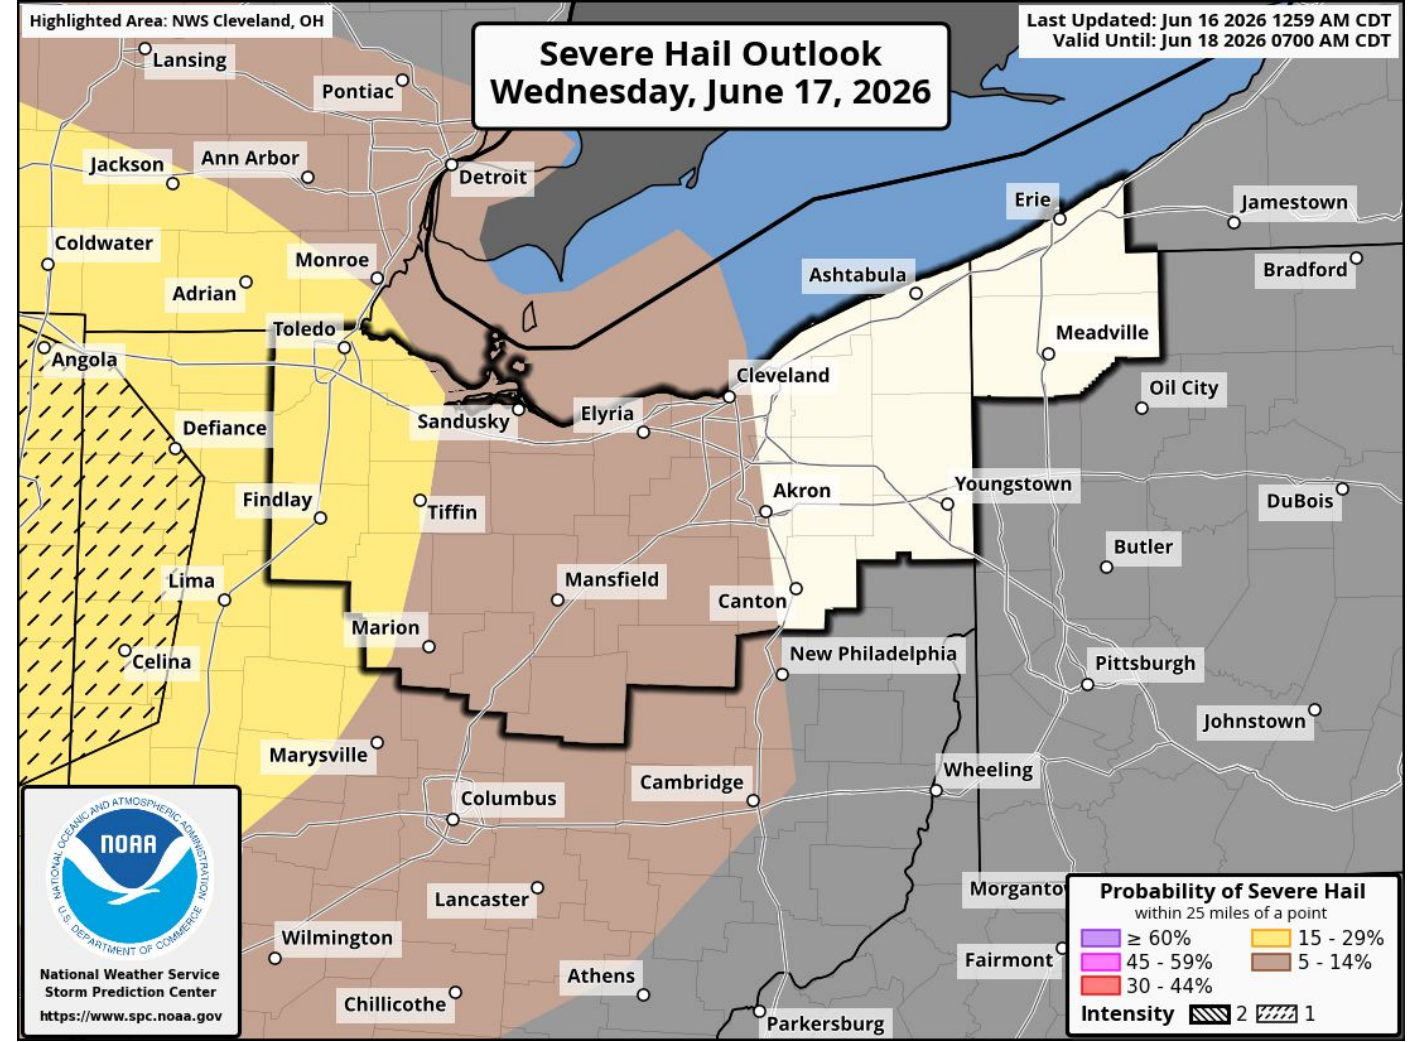 Highlighted Area: NWS Cleveland, OH
Last Updated: Jun 16 2026 1259 AM CDT
Valid Until: Jun 18 2026 0700 AM CDT
Severe Hail Outlook
Wednesday, June 17, 2026
Lansing
Pontiac
Jackson
Ann Arbor
Detroit
Erie
Jamestown
Coldwater
Monroe
Ashtabula
Bradford
Adrian
Toledo
Meadville
Angola
Cleveland
Oil City
Sandusky
Elyria
Defiance
Findlay
Tiffin
Akron
Youngstown
DuBois
Butler
Lima
Mansfield
Canton
Marion
Celina
New Philadelphia
Pittsburgh
Johnstown
Marysville
Cambridge
Wheeling
Columbus
Lancaster
Morganto
Wilmington
Fairmont
Athens
Chillicothe
Parkersburg
NATIONAL OCEANIC AND ATMOSPHERIC ADMINISTRATION
NOAA
U.S. DEPARTMENT OF COMMERCE
National Weather Service
Storm Prediction Center
https://www.spc.noaa.gov
Probability of Severe Hail
within 25 miles of a point
≥ 60% 15 - 29%
45 - 59% 5 - 14%
30 - 44%
Intensity 2 1